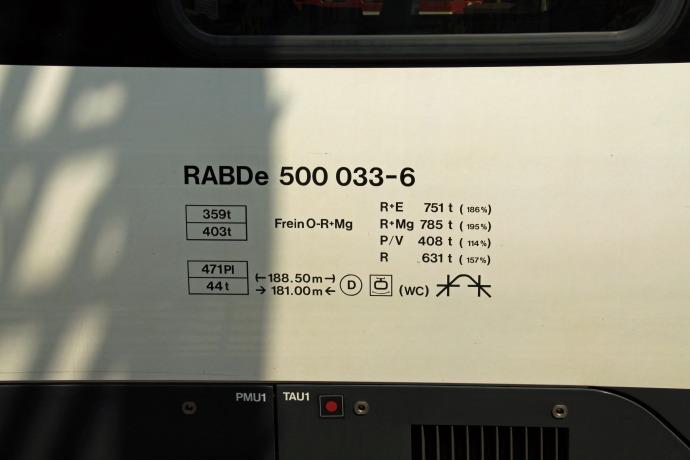 RABDe 500 033-6
359t
403t
Frein O-R+Mg
R+E 751 t (186%)
R+Mg 785 t (195%)
P/V 408 t (114%)
R 631 t (157%)
471Pl
44t
188.50m
181.00m
D
(WC)
PMU1
TAU1